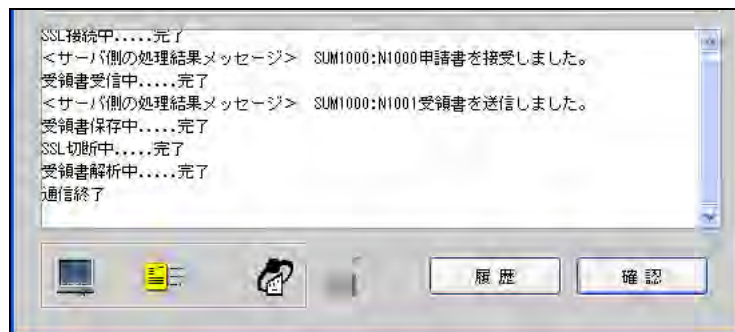 SSL接続中.....完了
<サーバ側の処理結果メッセージ> SUM1000:N1000申請書を接受しました。
受領書受信中.....完了
<サーバ側の処理結果メッセージ> SUM1000:N1001受領書を送信しました。
受領書保存中.....完了
SSL切断中.....完了
受領書解析中.....完了
通信終了
履歴 確認